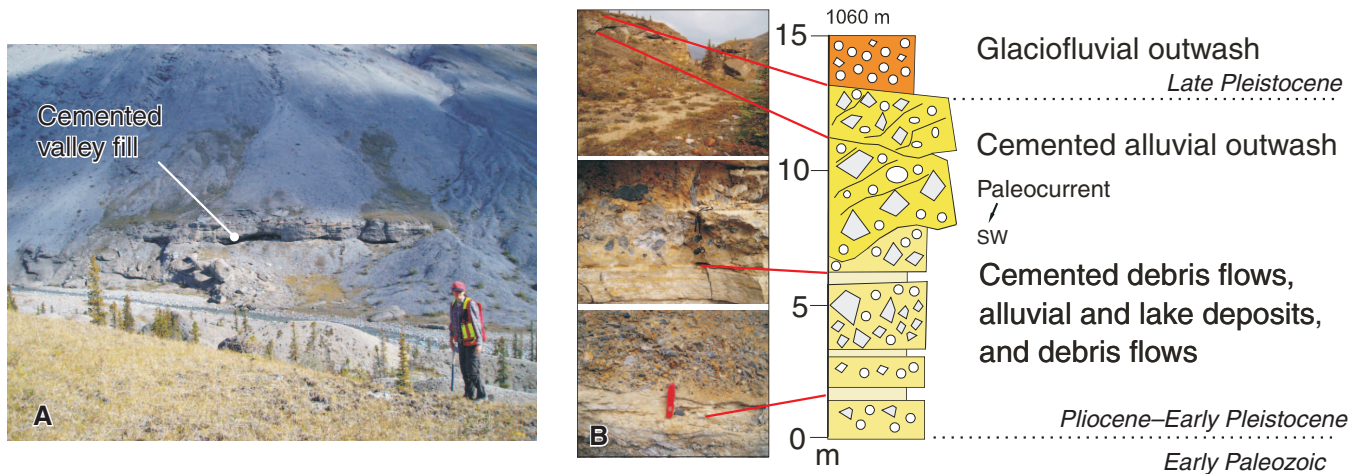 Cemented
valley fill
A
B
1060 m
15
10
5
0
m
Glaciofluvial outwash
Late Pleistocene
Cemented alluvial outwash
Paleocurrent
SW
Cemented debris flows,
alluvial and lake deposits,
and debris flows
Pliocene–Early Pleistocene
Early Paleozoic